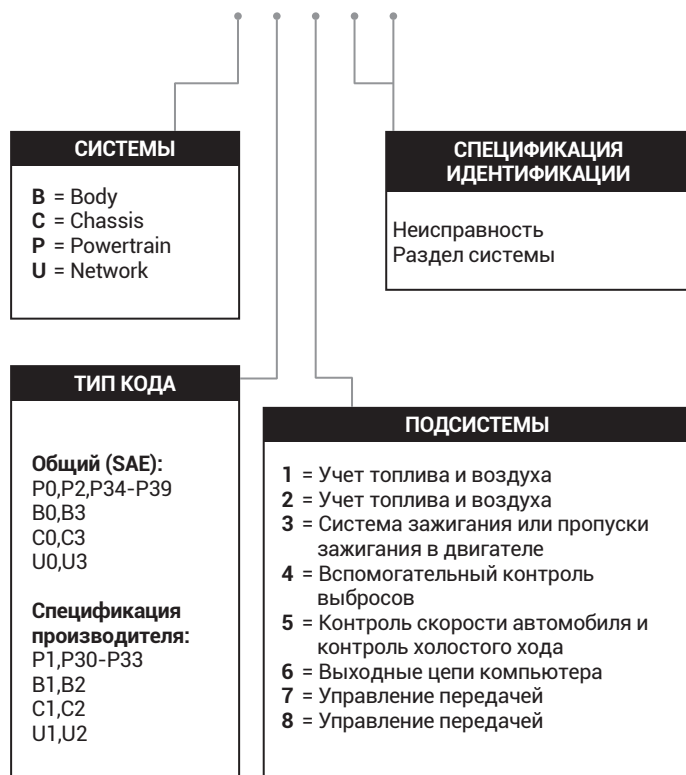 СИСТЕМЫ
B = Body
C = Chassis
P = Powertrain
U = Network
СПЕЦИФИКАЦИЯ
ИДЕНТИФИКАЦИИ
Неисправность
Раздел системы
ТИП КОДА
Общий (SAE):
P0,P2,P34-P39
B0,B3
C0,C3
U0,U3
Спецификация
производителя:
P1,P30-P33
B1,B2
C1,C2
U1,U2
ПОДСИСТЕМЫ
1 = Учет топлива и воздуха
2 = Учет топлива и воздуха
3 = Система зажигания или пропуски
зажигания в двигателе
4 = Вспомогательный контроль
выбросов
5 = Контроль скорости автомобиля и
контроль холостого хода
6 = Выходные цепи компьютера
7 = Управление передачей
8 = Управление передачей